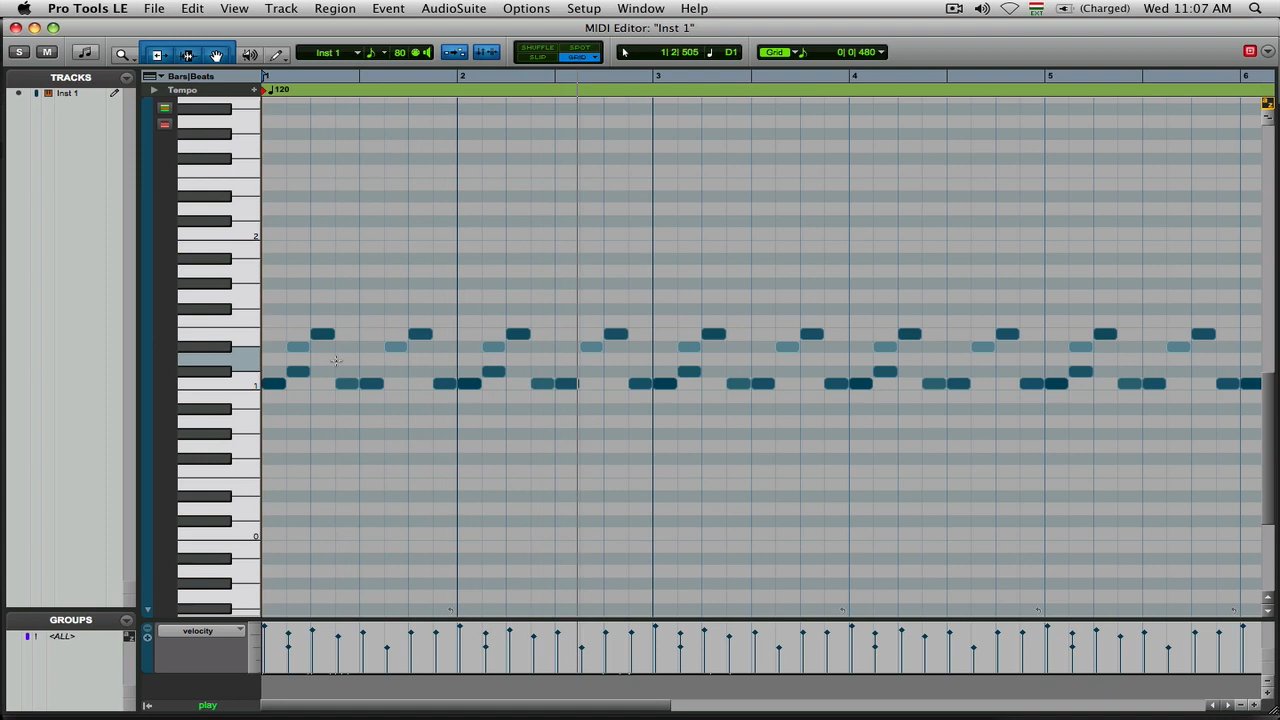 Pro Tools LE File Edit View Track Region Event AudioSuite Setup Options Window Help EXT (Charged) Wed 11:07 AM
MIDI Editor: "Inst 1"
S M Inst 1 80 SHUFFLE SPOT SLIP GRID 1| 2| 505 D1 Grid 0| 0| 480
TRACKS
Inst 1
Bars|Beats 1 2 3 4 5 6
Tempo + 120
2
1
0
GROUPS
! <ALL> a z
velocity
play